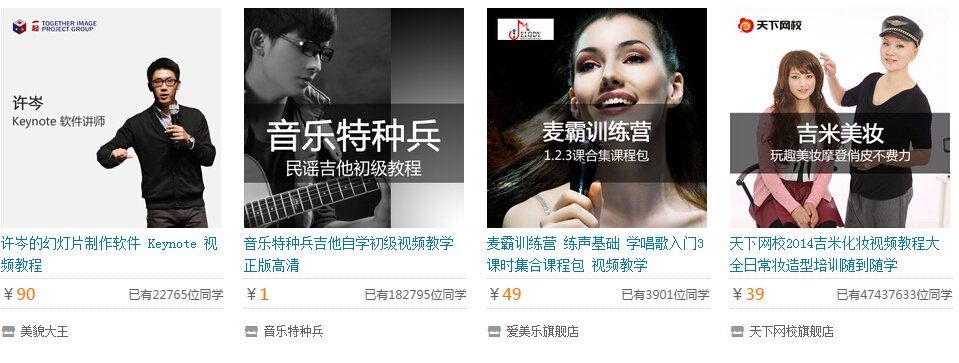 TOGETHER IMAGE
PROJECT GROUP
许岑
Keynote 软件讲师
许岑的幻灯片制作软件 Keynote 视
频教程
￥90 已有22765位同学
美貌大王
音乐特种兵
民谣吉他初级教程
音乐特种兵吉他自学初级视频教学
正版高清
￥1 已有182795位同学
音乐特种兵
MELODY
麦霸训练营
1.2.3课合集课程包
麦霸训练营 练声基础 学唱歌入门3
课时集合课程包 视频教学
￥49 已有3901位同学
爱美乐旗舰店
天下网校
吉米美妆
玩趣美妆摩登俏皮不费力
天下网校2014吉米化妆视频教程大
全日常妆造型培训随到随学
￥39 已有47437633位同学
天下网校旗舰店